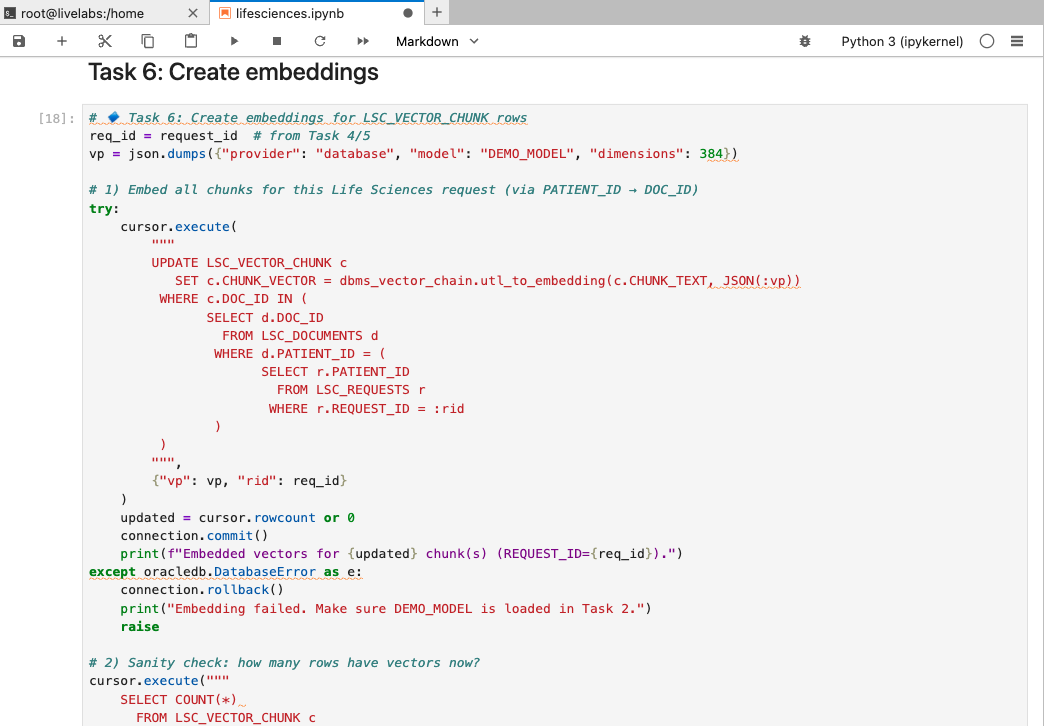 root@livelabs:/home
lifesciences.ipynb
Markdown
Python 3 (ipykernel)
Task 6: Create embeddings
[18]:
# 🔹 Task 6: Create embeddings for LSC_VECTOR_CHUNK rows
req_id = request_id  # from Task 4/5
vp = json.dumps({"provider": "database", "model": "DEMO_MODEL", "dimensions": 384})
# 1) Embed all chunks for this Life Sciences request (via PATIENT_ID → DOC_ID)
try:
    cursor.execute(
        """
        UPDATE LSC_VECTOR_CHUNK c
           SET c.CHUNK_VECTOR = dbms_vector_chain.utl_to_embedding(c.CHUNK_TEXT, JSON(:vp))
         WHERE c.DOC_ID IN (
               SELECT d.DOC_ID
                 FROM LSC_DOCUMENTS d
                WHERE d.PATIENT_ID = (
                      SELECT r.PATIENT_ID
                        FROM LSC_REQUESTS r
                       WHERE r.REQUEST_ID = :rid
                )
         )
        """,
        {"vp": vp, "rid": req_id}
    )
    updated = cursor.rowcount or 0
    connection.commit()
    print(f"Embedded vectors for {updated} chunk(s) (REQUEST_ID={req_id}).")
except oracledb.DatabaseError as e:
    connection.rollback()
    print("Embedding failed. Make sure DEMO_MODEL is loaded in Task 2.")
    raise
# 2) Sanity check: how many rows have vectors now?
cursor.execute("""
    SELECT COUNT(*)
      FROM LSC_VECTOR_CHUNK c